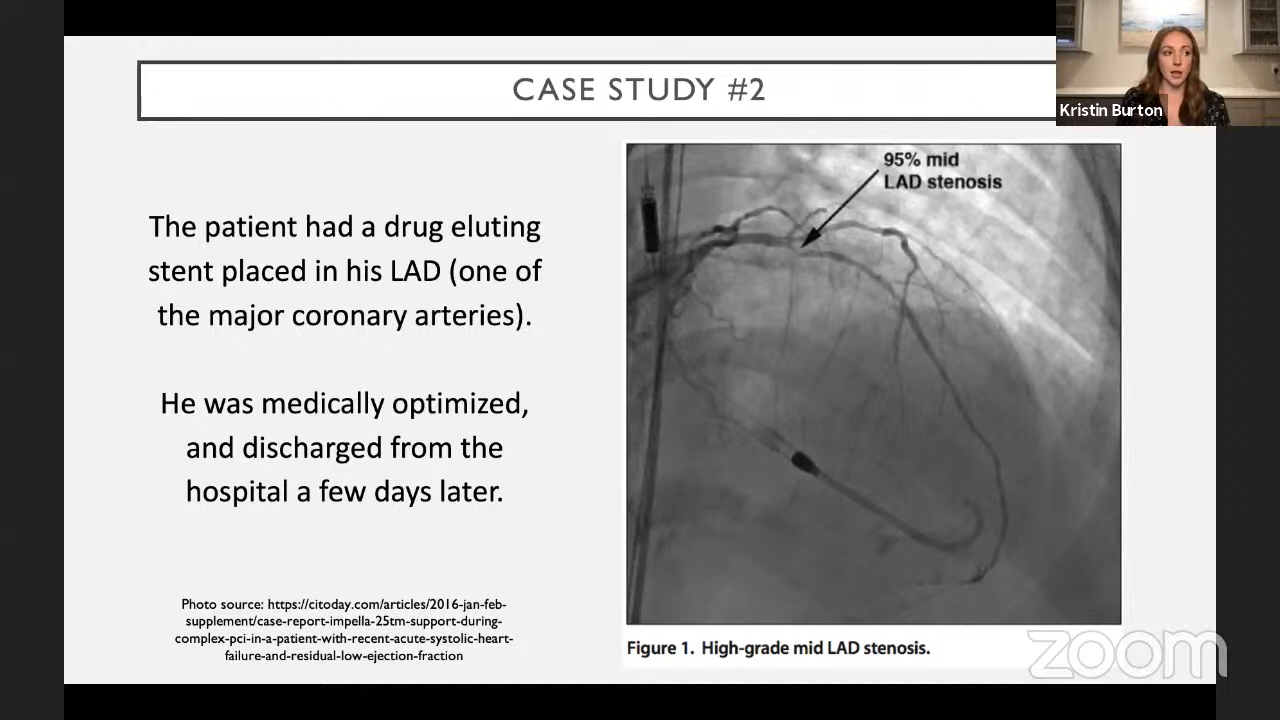 CASE STUDY #2
Kristin Burton
The patient had a drug eluting
stent placed in his LAD (one of
the major coronary arteries).
He was medically optimized,
and discharged from the
hospital a few days later.
Photo source: https://citoday.com/articles/2016-jan-feb-
supplement/case-report-impella-25tm-support-during-
complex-pci-in-a-patient-with-recent-acute-systolic-heart-
failure-and-residual-low-ejection-fraction
95% mid
LAD stenosis
Figure 1. High-grade mid LAD stenosis.
zoom